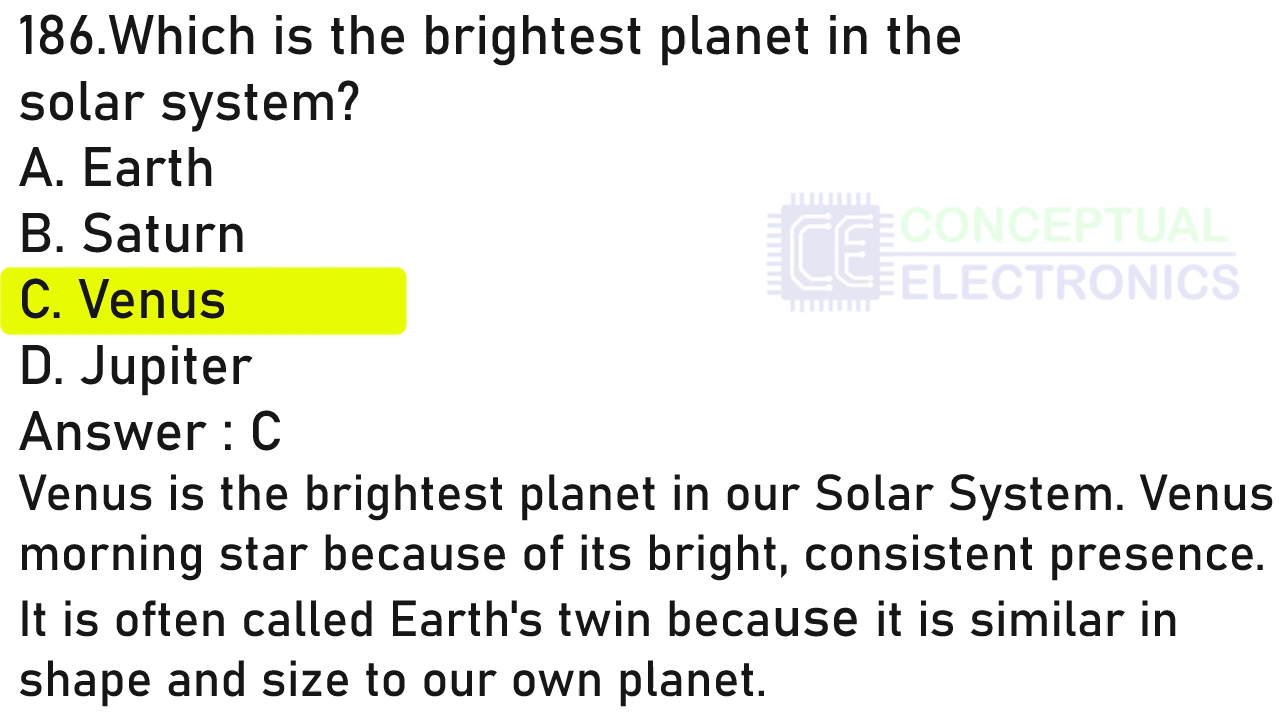 186.Which is the brightest planet in the
solar system?
A. Earth
B. Saturn
C. Venus
D. Jupiter
Answer : C
Venus is the brightest planet in our Solar System. Venus
morning star because of its bright, consistent presence.
It is often called Earth's twin because it is similar in
shape and size to our own planet.
CE CONCEPTUAL
ELECTRONICS